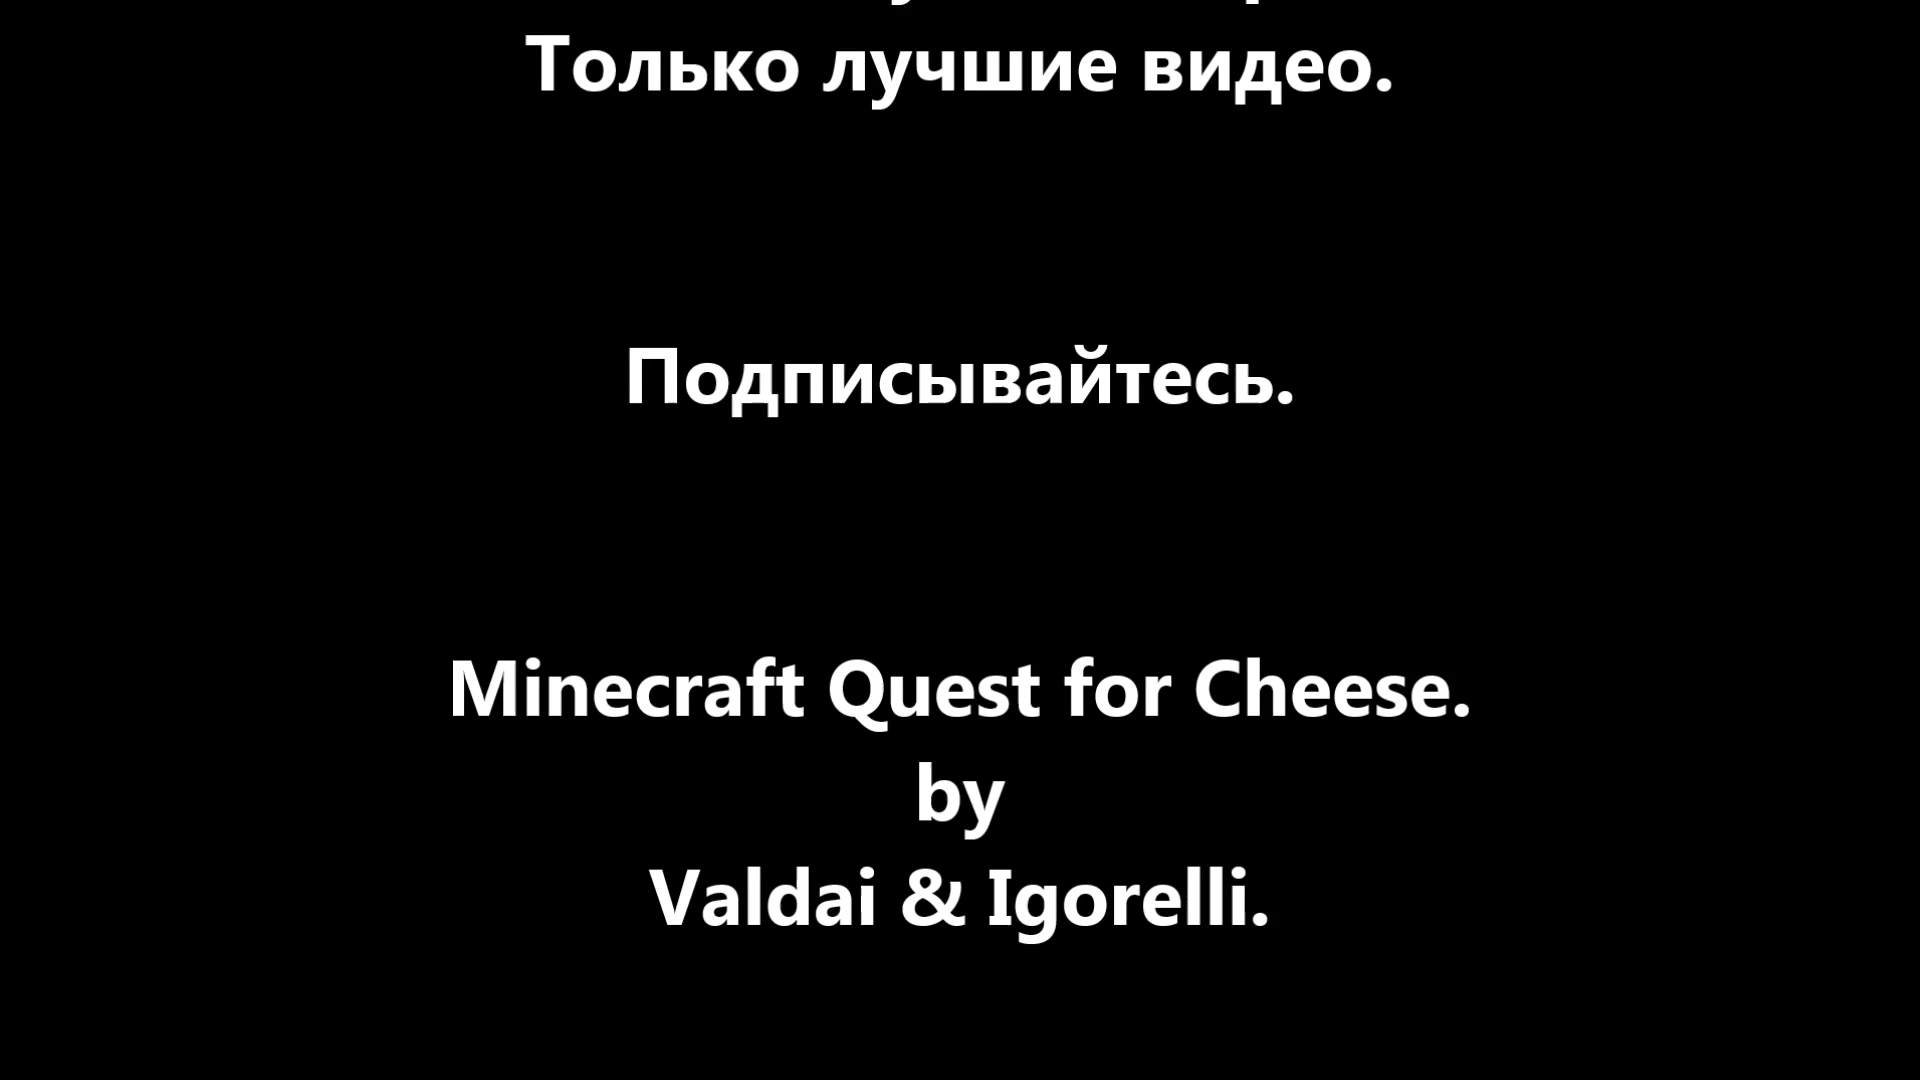 Только лучшие видео.
Подписывайтесь.
Minecraft Quest for Cheese.
by
Valdai & Igorelli.